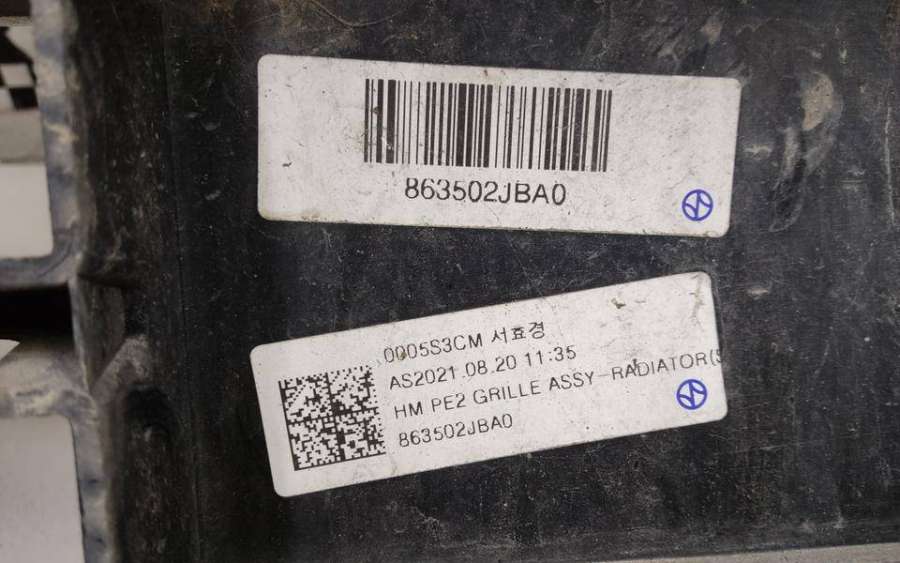 863502JBA0
0005S3CM 서효경
AS2021.08.20 11:35
HM PE2 GRILLE ASSY-RADIATOR(S
863502JBA0